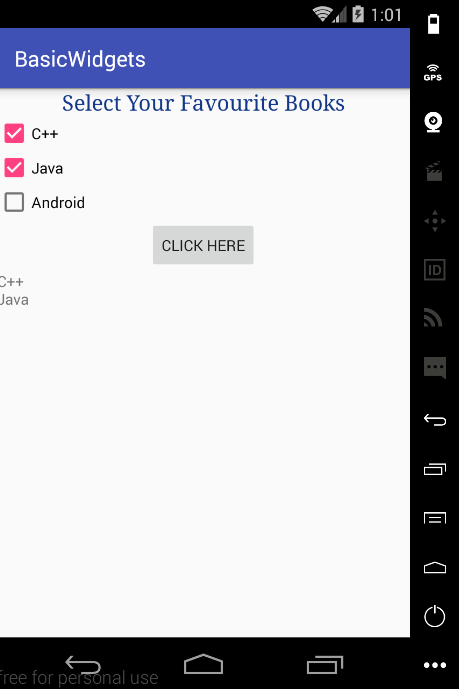 1:01
BasicWidgets
GPS
Select Your Favourite Books
C++
Java
Android
ID
CLICK HERE
C++
Java
free for personal use